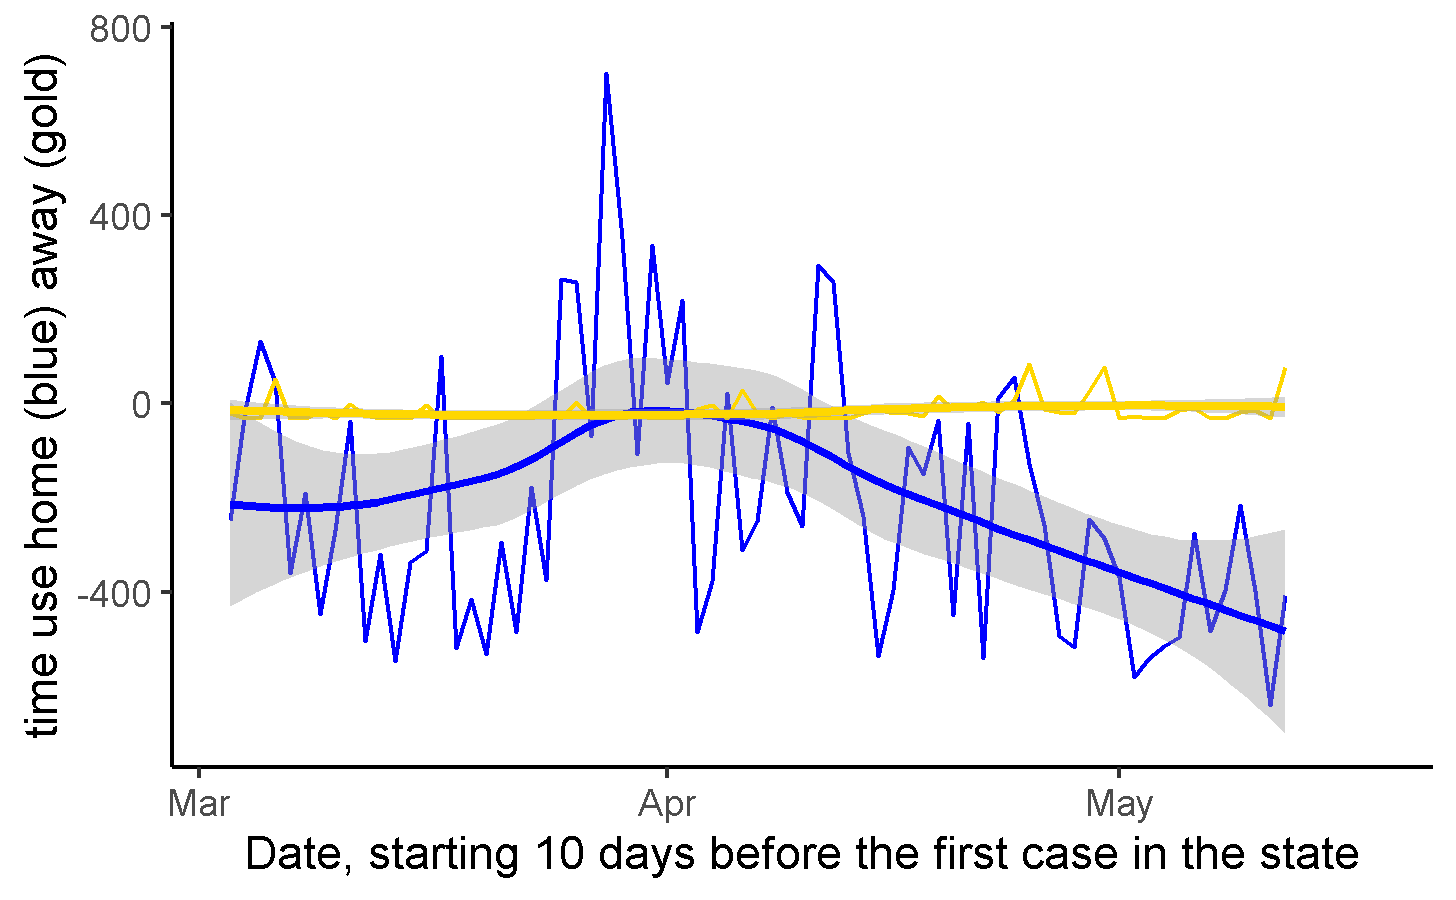 time use home (blue) away (gold)
800
400
0
-400
Mar
Apr
May
Date, starting 10 days before the first case in the state